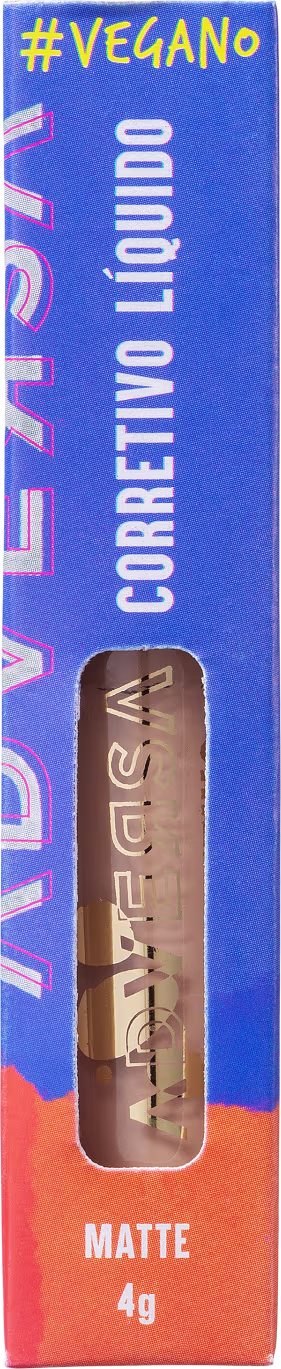 #VEGANO
ADVERSA
CORRETIVO LÍQUIDO
ADVERSA
MATTE
4g